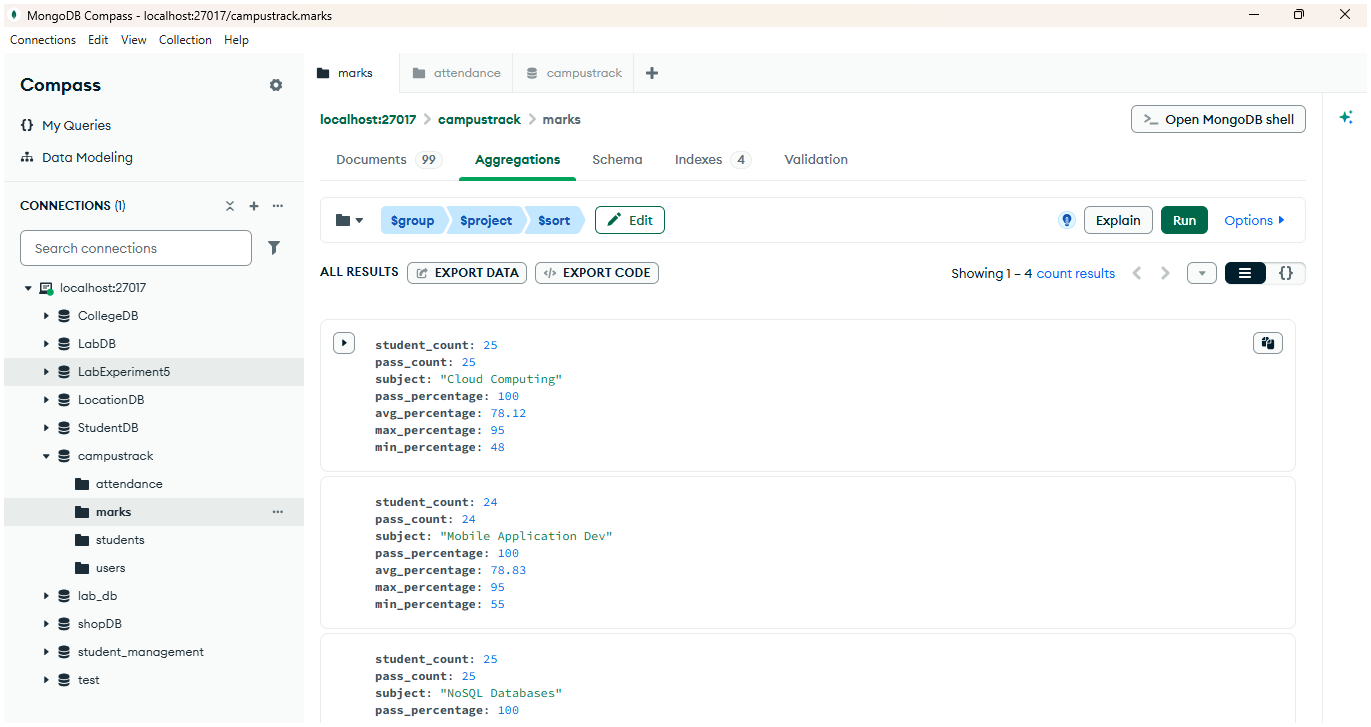 MongoDB Compass - localhost:27017/campustrack.marks
Connections Edit View Collection Help
Compass
My Queries
Data Modeling
CONNECTIONS (1)
Search connections
localhost:27017
CollegeDB
LabDB
LabExperiment5
LocationDB
StudentDB
campustrack
attendance
marks
students
users
lab_db
shopDB
student_management
test
marks attendance campustrack
localhost:27017 > campustrack > marks
>_ Open MongoDB shell
Documents 99 Aggregations Schema Indexes 4 Validation
$group $project $sort Edit Explain Run Options
ALL RESULTS EXPORT DATA EXPORT CODE Showing 1 – 4 count results
student_count: 25
pass_count: 25
subject: "Cloud Computing"
pass_percentage: 100
avg_percentage: 78.12
max_percentage: 95
min_percentage: 48
student_count: 24
pass_count: 24
subject: "Mobile Application Dev"
pass_percentage: 100
avg_percentage: 78.83
max_percentage: 95
min_percentage: 55
student_count: 25
pass_count: 25
subject: "NoSQL Databases"
pass_percentage: 100